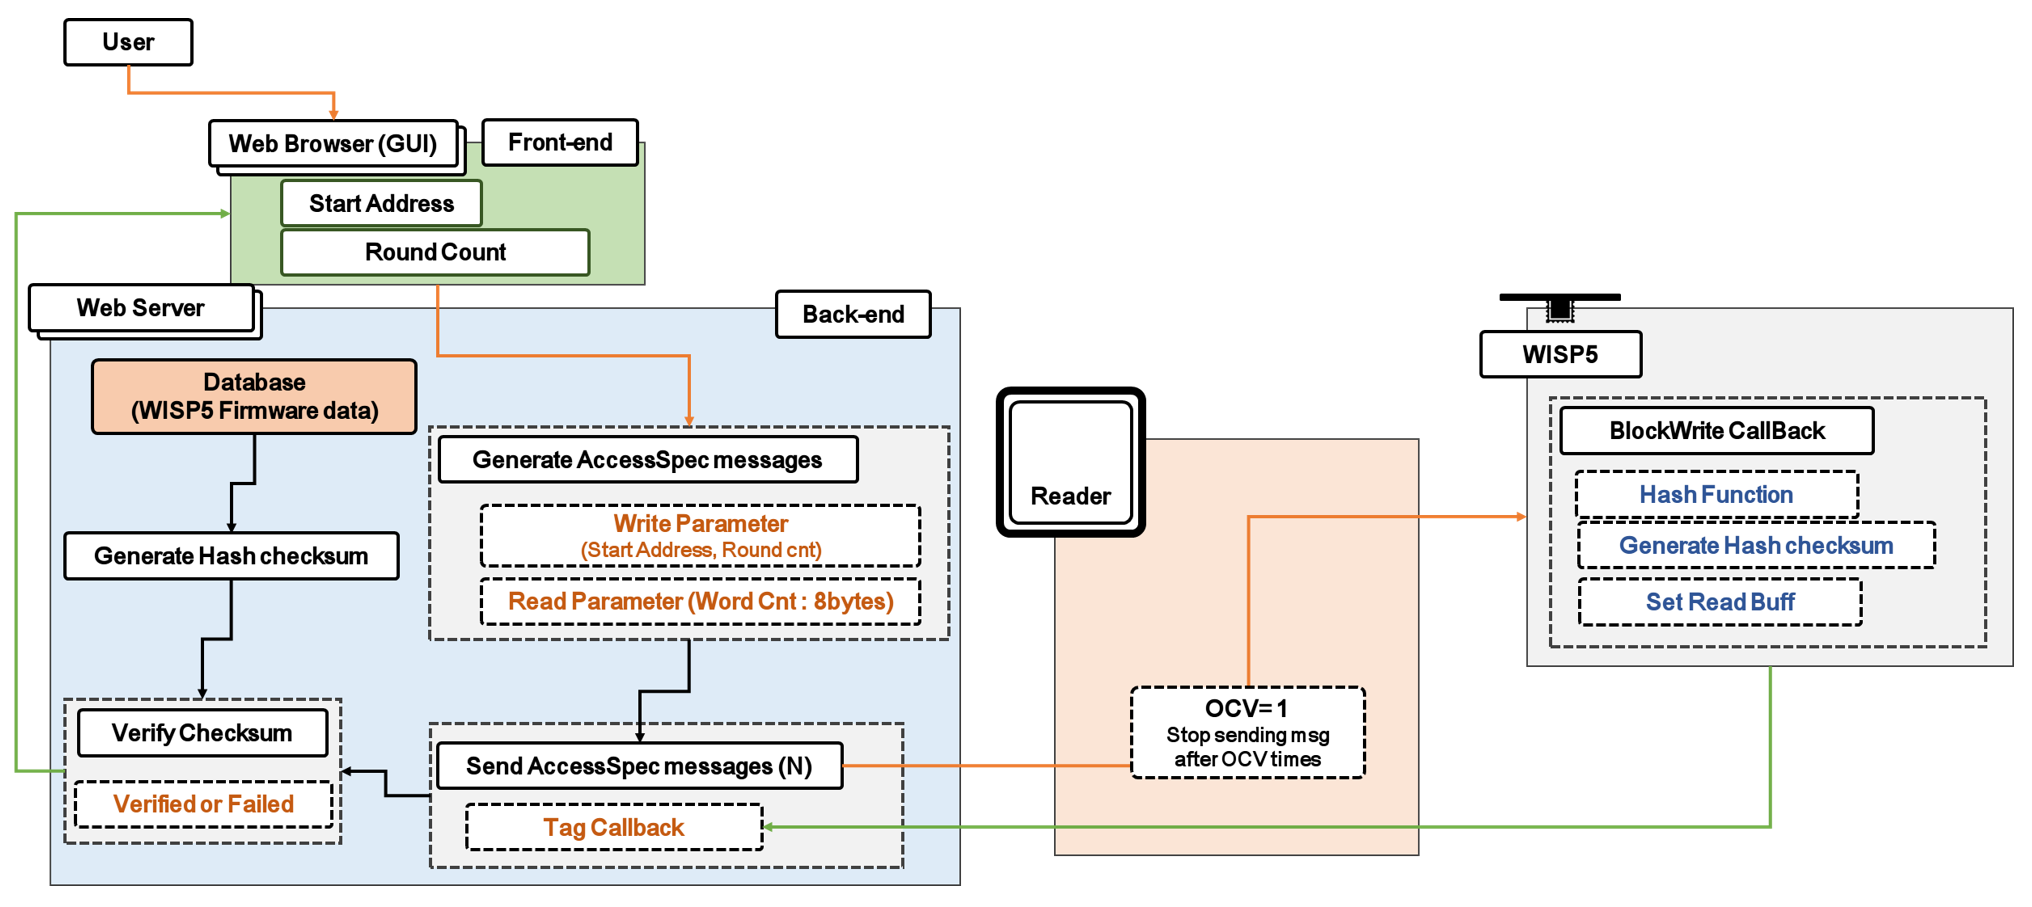 User
Web Browser (GUI)
Front-end
Start Address
Round Count
Web Server
Back-end
Database
(WISP5 Firmware data)
Generate Hash checksum
Verify Checksum
Verified or Failed
Generate AccessSpec messages
Write Parameter
(Start Address, Round cnt)
Read Parameter (Word Cnt : 8bytes)
Send AccessSpec messages (N)
Tag Callback
Reader
OCV= 1
Stop sending msg
after OCV times
WISP5
BlockWrite CallBack
Hash Function
Generate Hash checksum
Set Read Buff